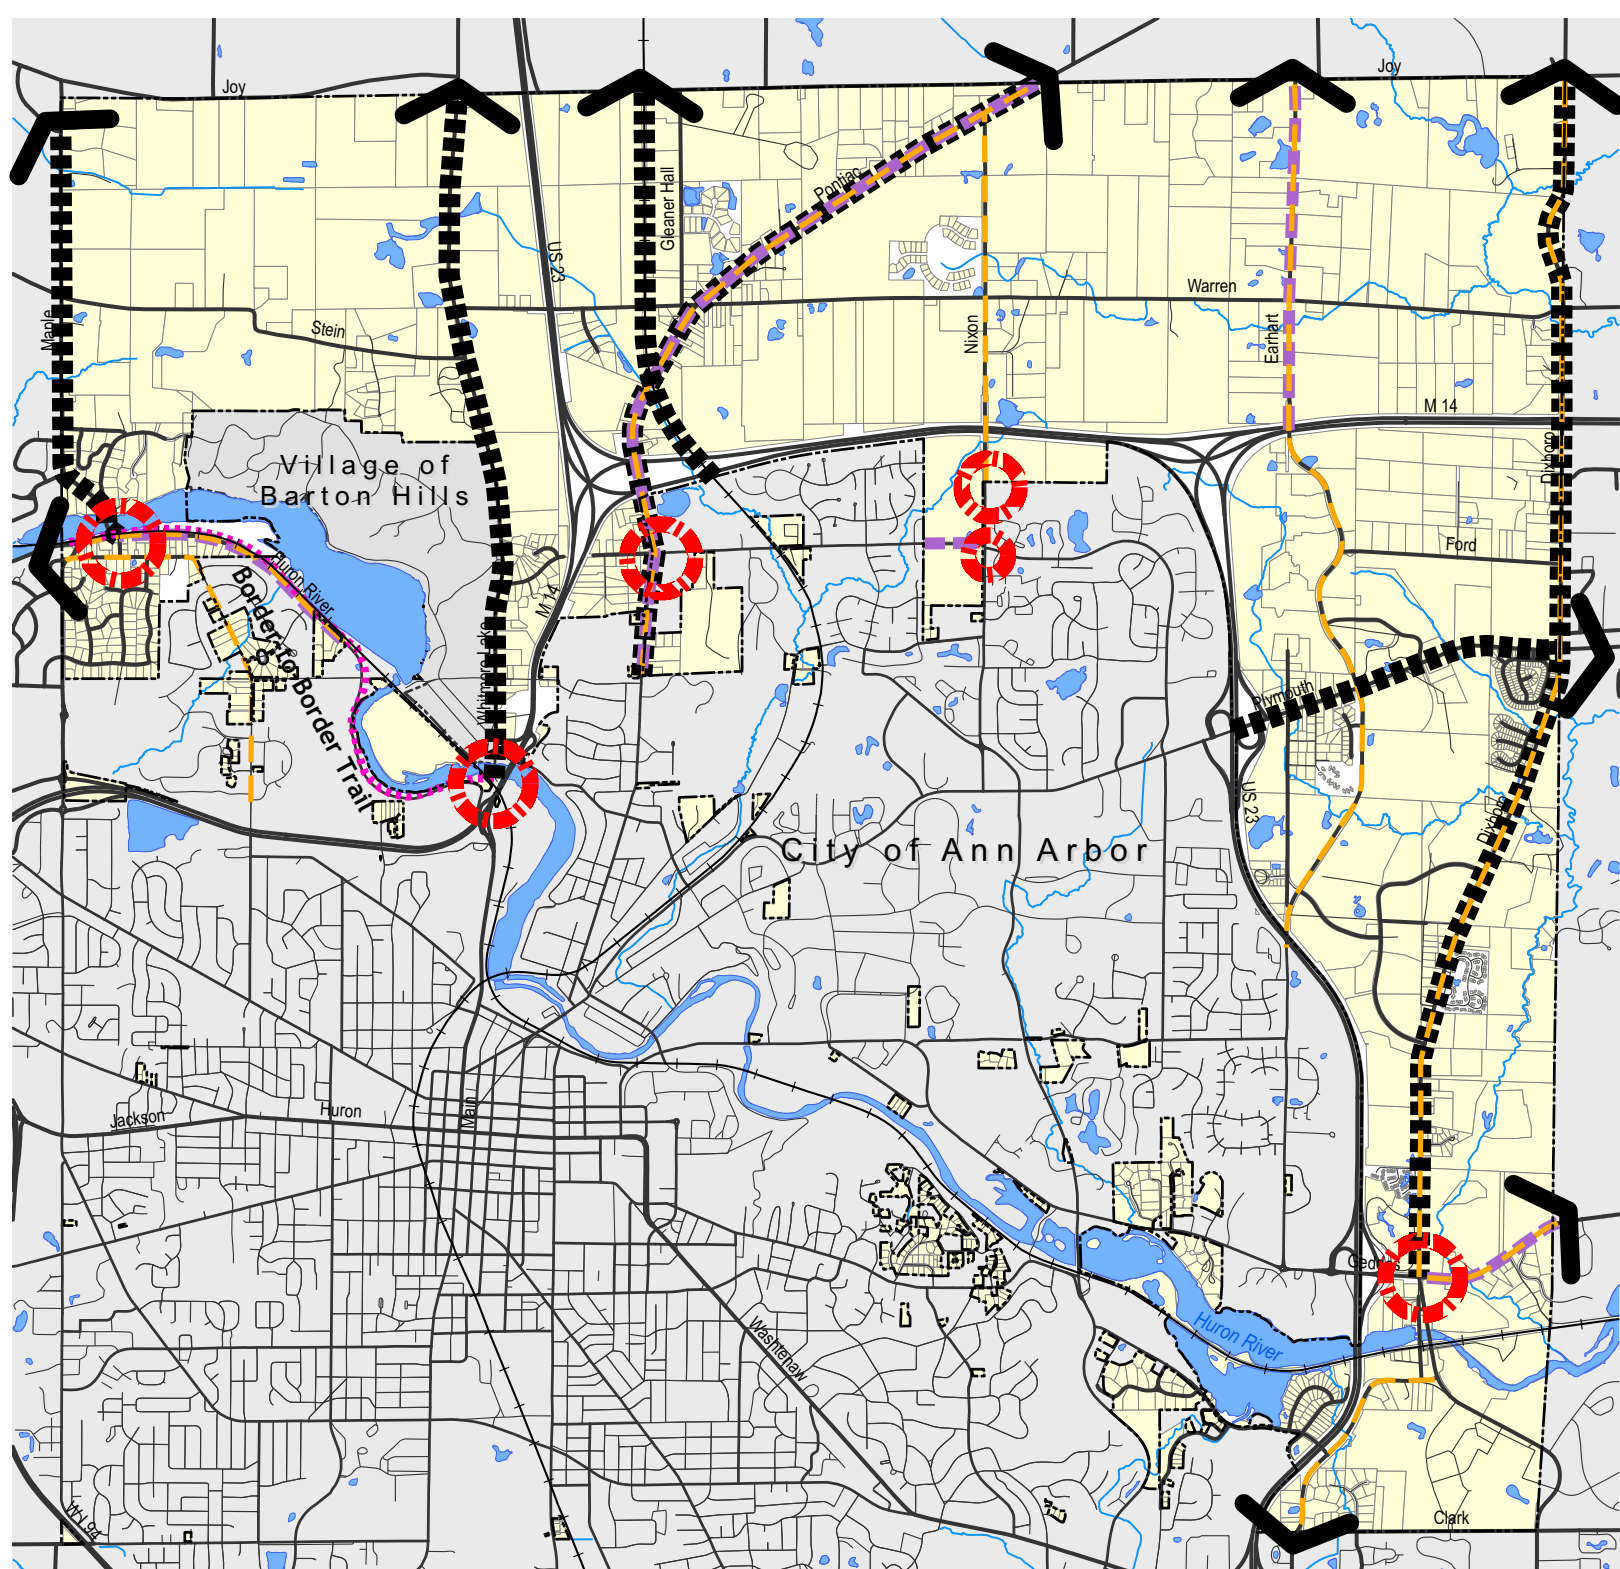 Joy
Joy
Gleaner Hall
Pontiac
US 23
Warren
Maple
Stein
Nixon
Earhart
M 14
Dixboro
Village of
Barton Hills
Ford
Huron River
M 14
Border to Border Trail
Whitmore Lake
Plymouth
US 23
Dixboro
City of Ann Arbor
Jackson
Huron
Main
Geddes
Huron River
Washtenaw
W I 94
Clark